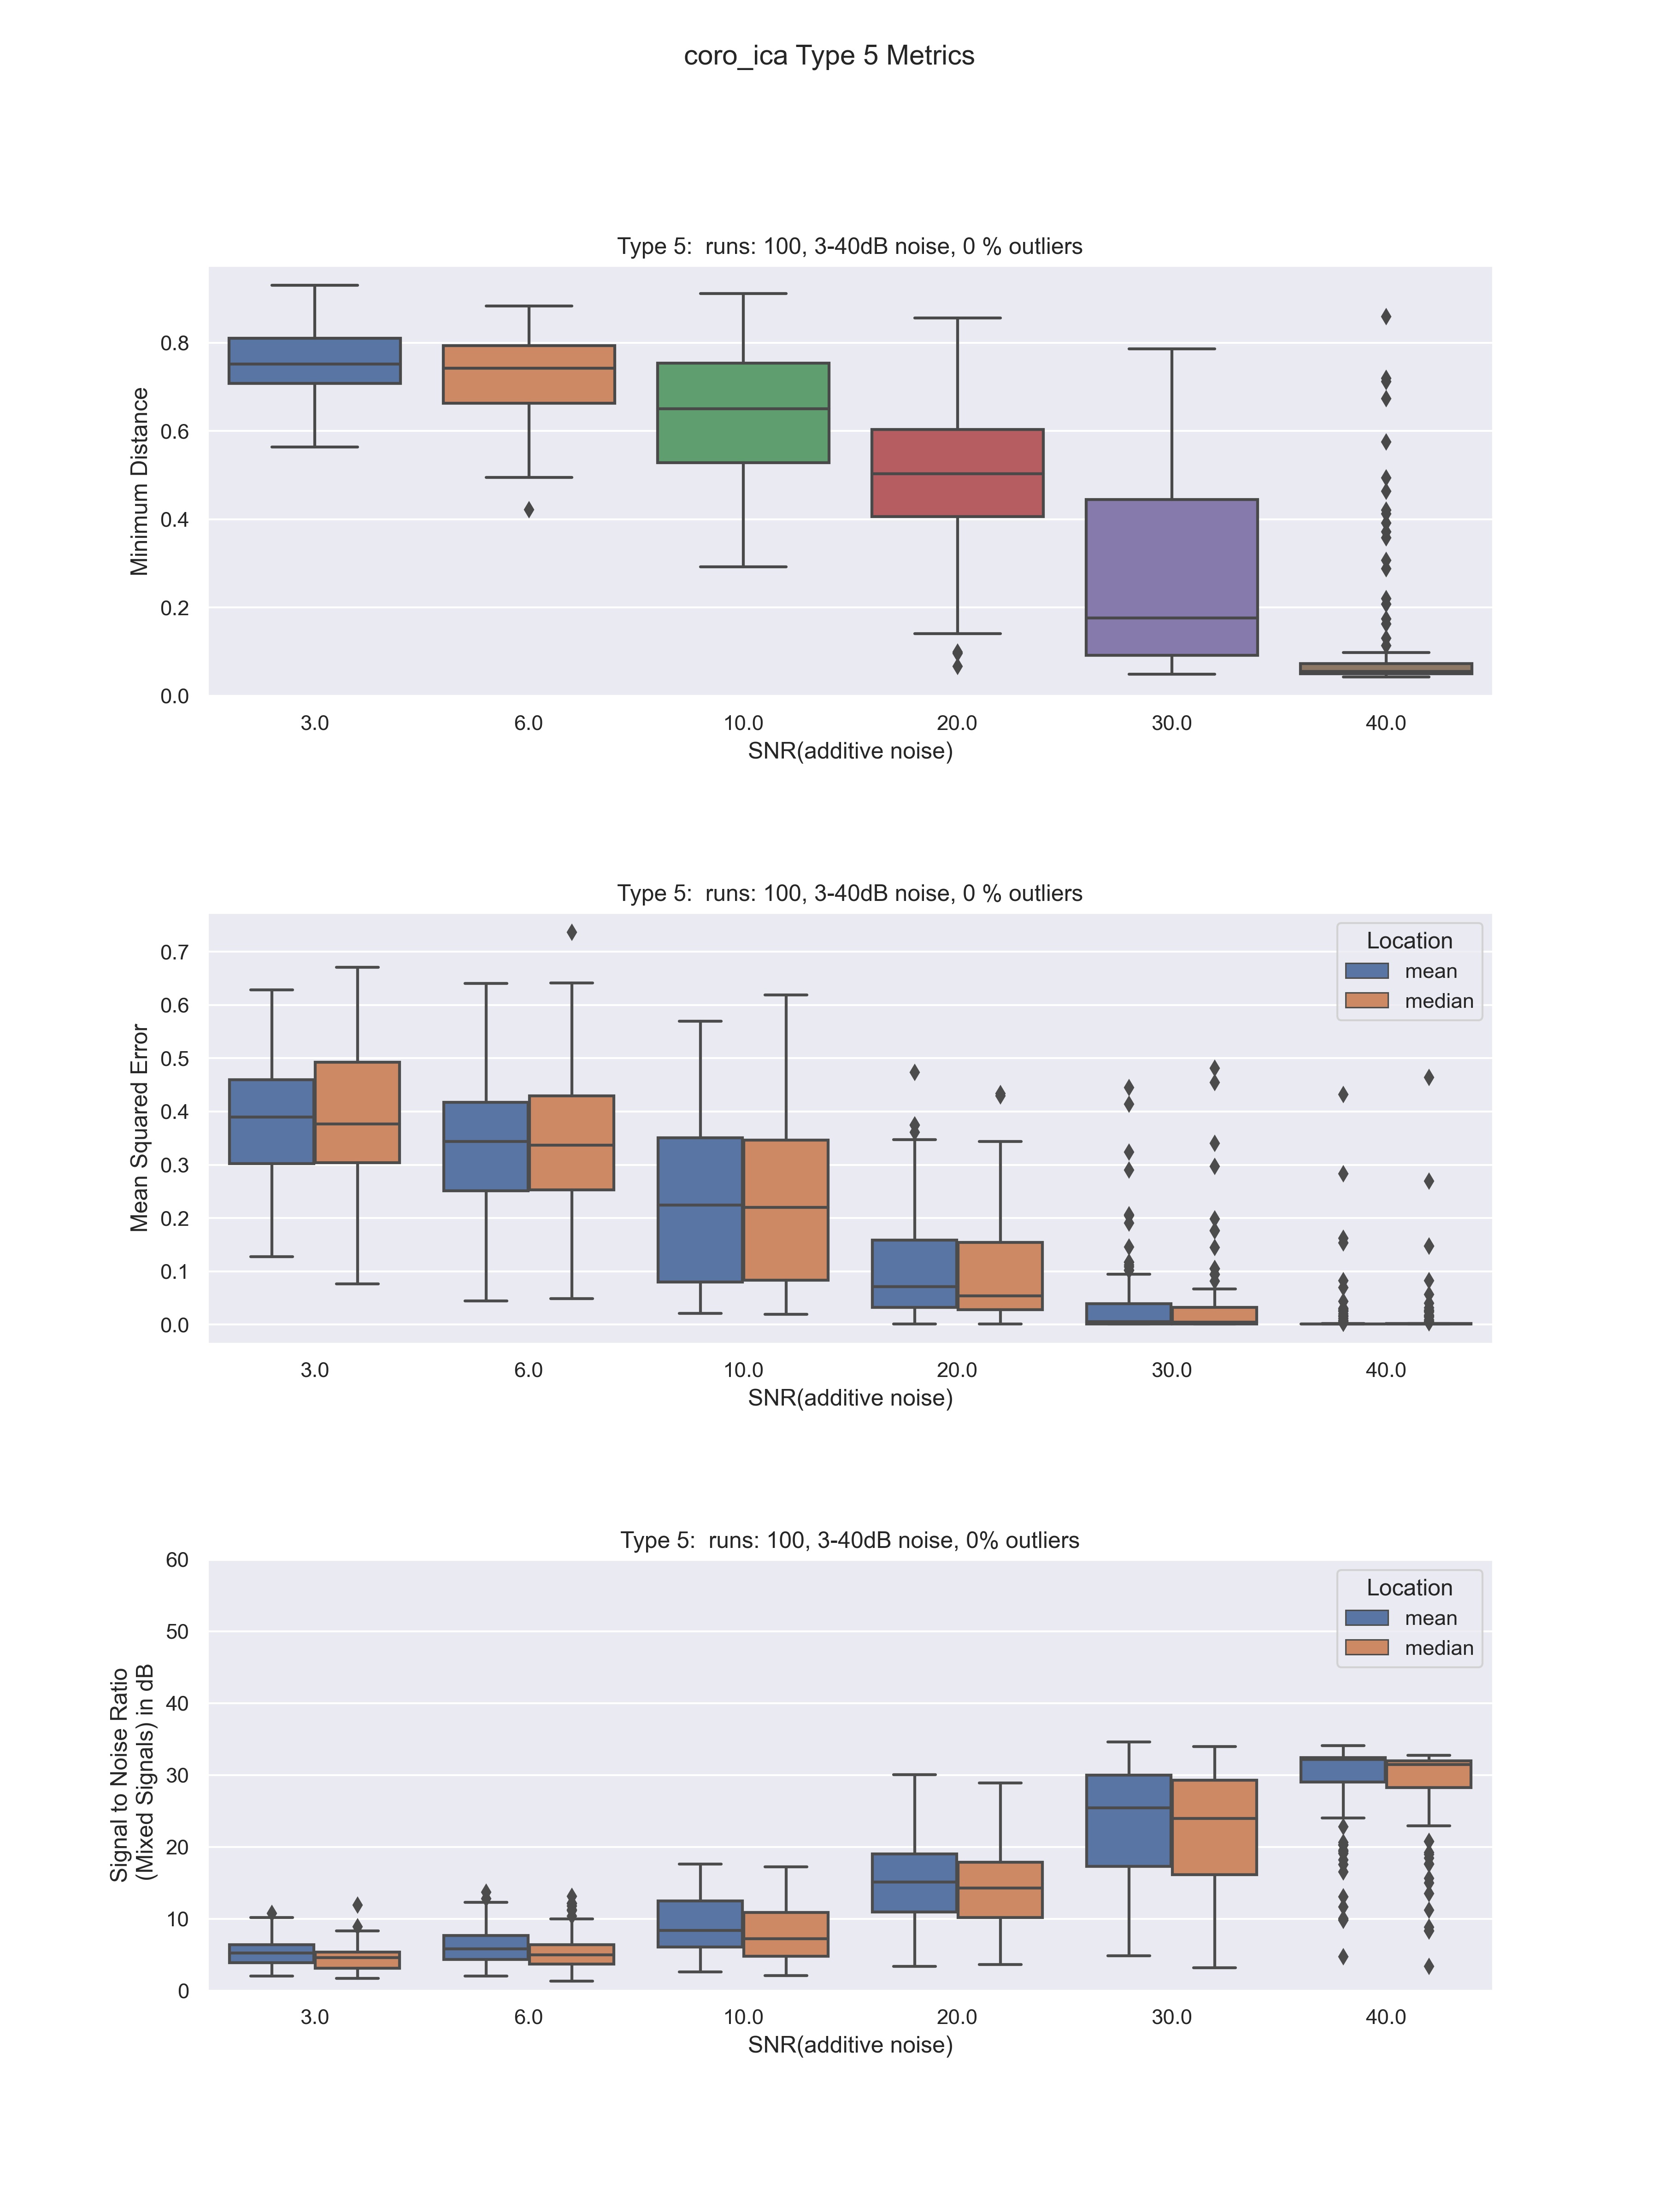 coro_ica Type 5 Metrics
Type 5:  runs: 100, 3-40dB noise, 0 % outliers
Minimum Distance
0.8
0.6
0.4
0.2
0.0
3.0 6.0 10.0 20.0 30.0 40.0
SNR(additive noise)
Type 5:  runs: 100, 3-40dB noise, 0 % outliers
Mean Squared Error
0.7
0.6
0.5
0.4
0.3
0.2
0.1
0.0
Location
mean
median
3.0 6.0 10.0 20.0 30.0 40.0
SNR(additive noise)
Type 5:  runs: 100, 3-40dB noise, 0% outliers
Signal to Noise Ratio
(Mixed Signals) in dB
60
50
40
30
20
10
0
Location
mean
median
3.0 6.0 10.0 20.0 30.0 40.0
SNR(additive noise)